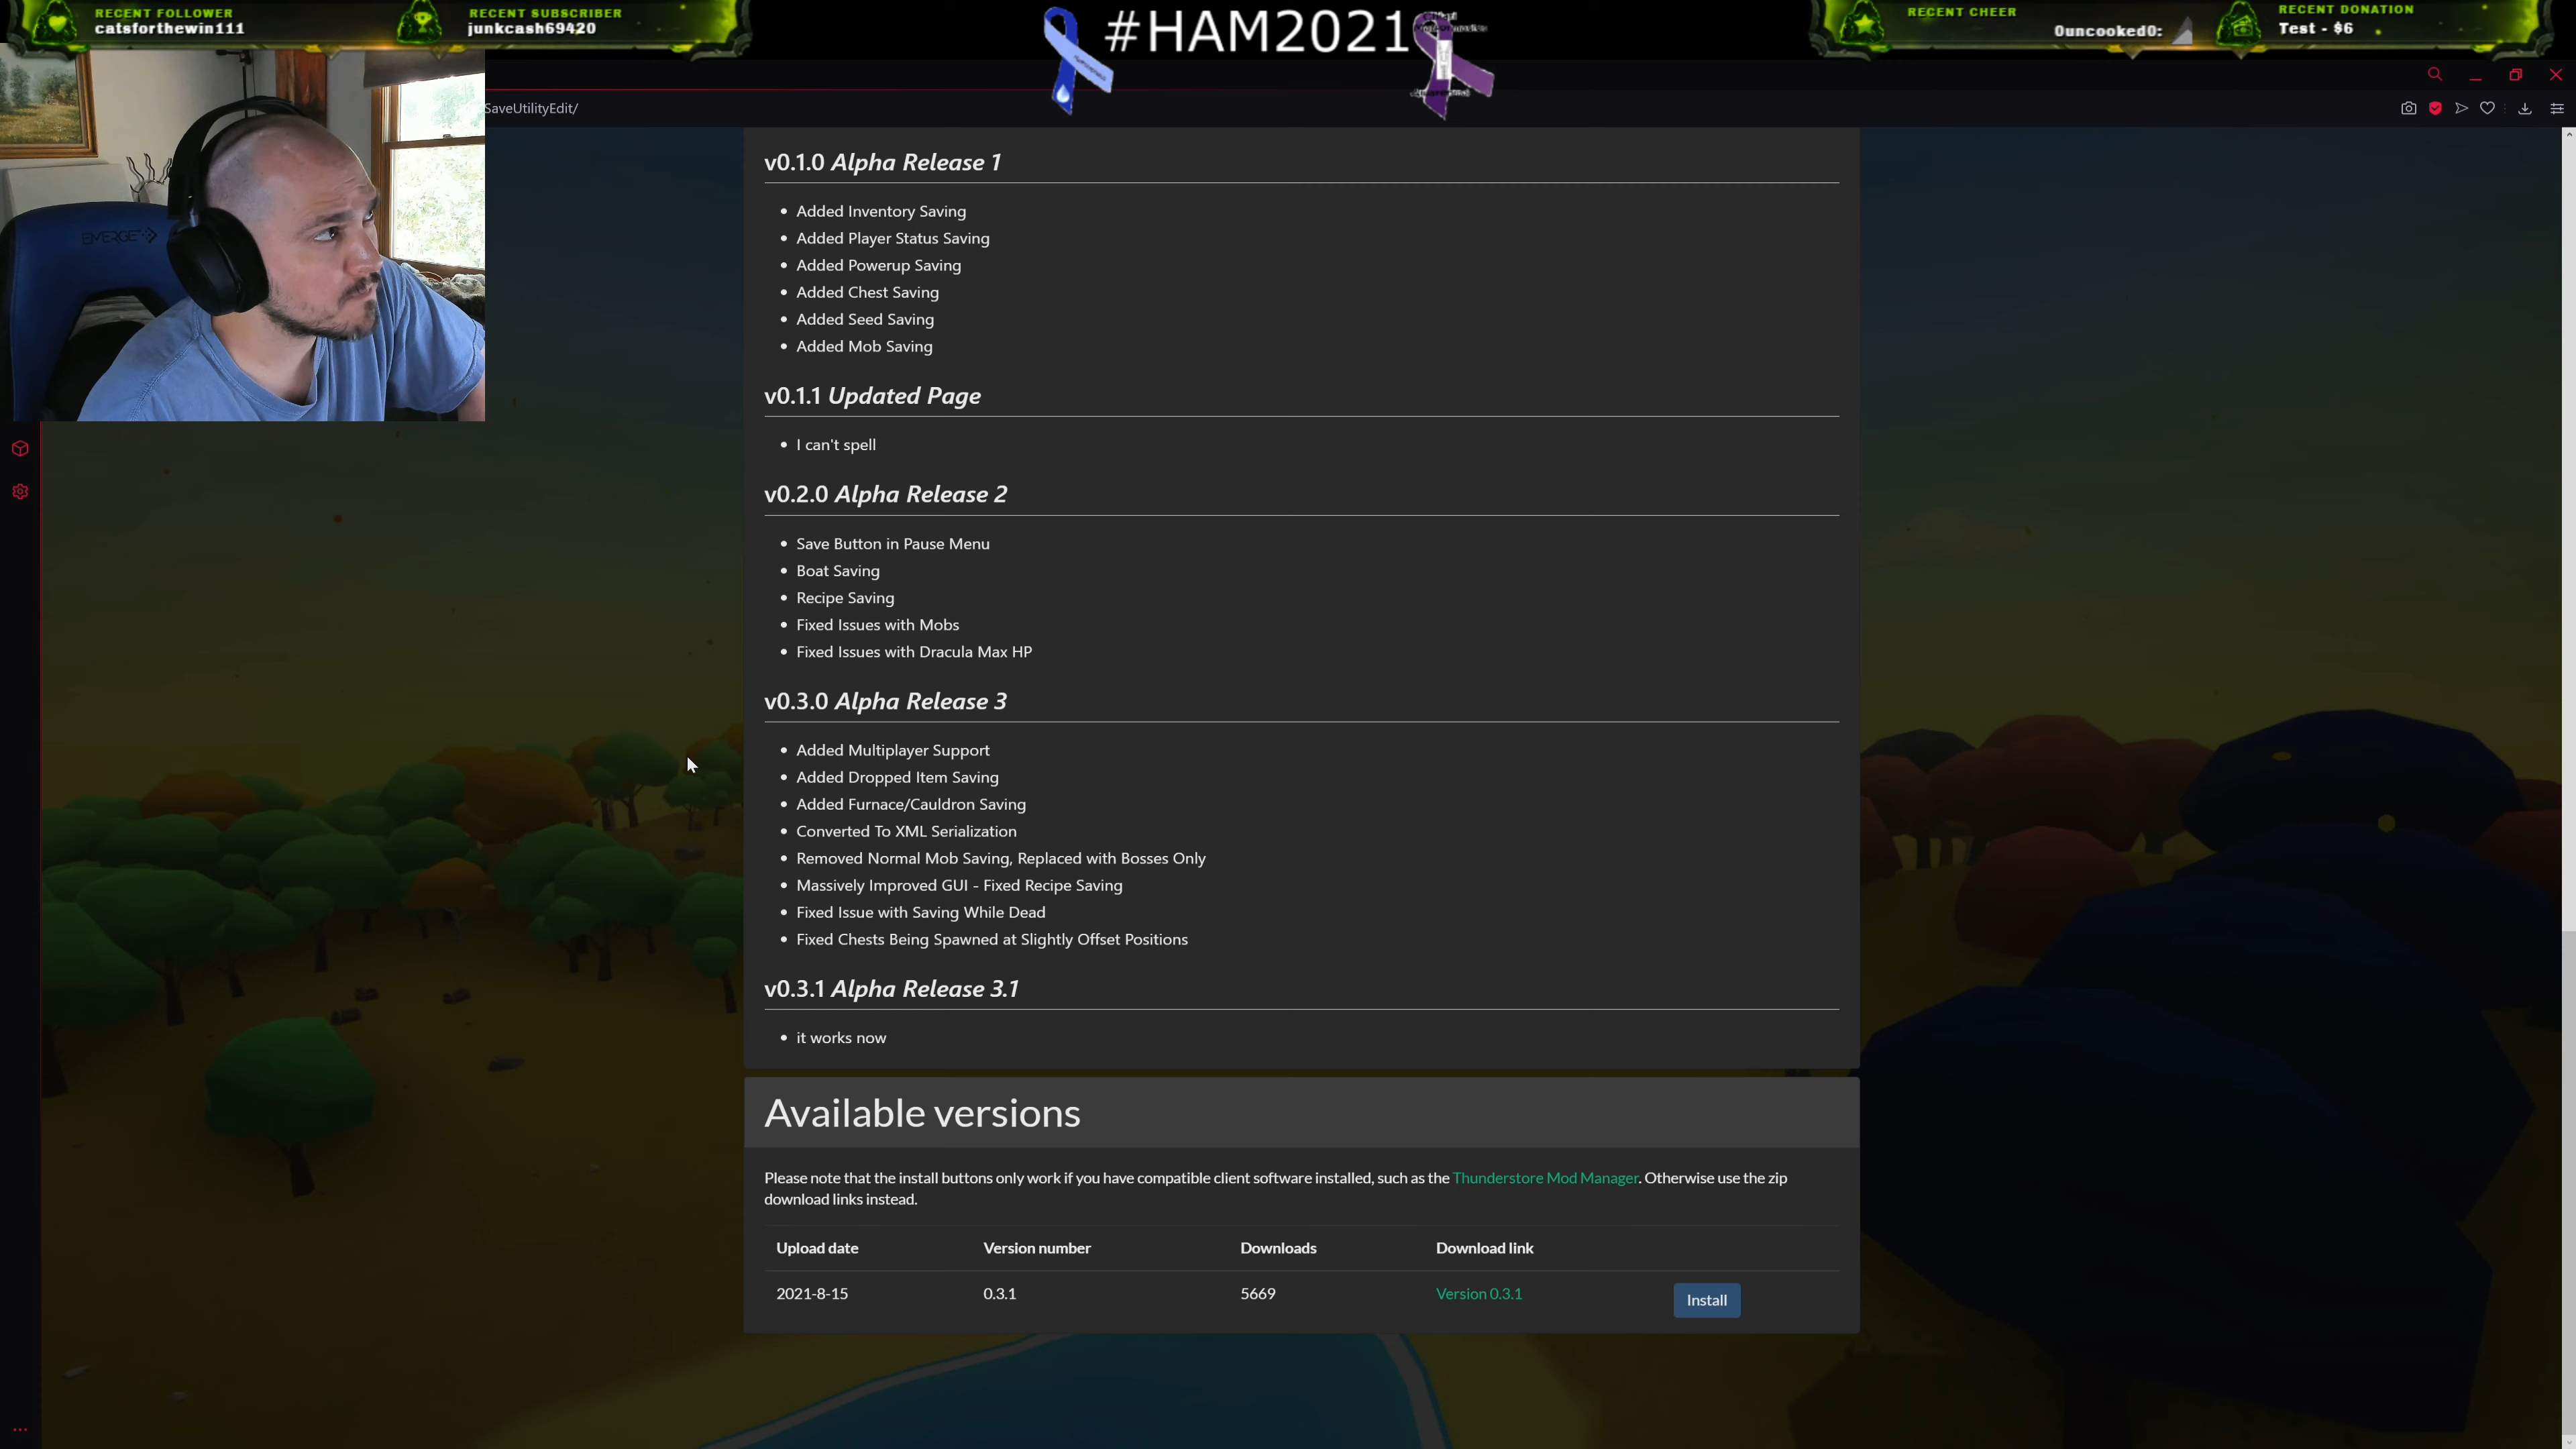 RECENT FOLLOWER
catsforthewin111
RECENT SUBSCRIBER
junkcash69420
#HAM2021
RECENT CHEER
0uncooked0:
RECENT DONATION
Test - $6
EMERGE
SaveUtilityEdit/
v0.1.0 Alpha Release 1
• Added Inventory Saving
• Added Player Status Saving
• Added Powerup Saving
• Added Chest Saving
• Added Seed Saving
• Added Mob Saving
v0.1.1 Updated Page
• I can't spell
v0.2.0 Alpha Release 2
• Save Button in Pause Menu
• Boat Saving
• Recipe Saving
• Fixed Issues with Mobs
• Fixed Issues with Dracula Max HP
v0.3.0 Alpha Release 3
• Added Multiplayer Support
• Added Dropped Item Saving
• Added Furnace/Cauldron Saving
• Converted To XML Serialization
• Removed Normal Mob Saving, Replaced with Bosses Only
• Massively Improved GUI - Fixed Recipe Saving
• Fixed Issue with Saving While Dead
• Fixed Chests Being Spawned at Slightly Offset Positions
v0.3.1 Alpha Release 3.1
• it works now
Available versions
Please note that the install buttons only work if you have compatible client software installed, such as the Thunderstore Mod Manager. Otherwise use the zip
download links instead.
Upload date Version number Downloads Download link
2021-8-15 0.3.1 5669 Version 0.3.1 Install